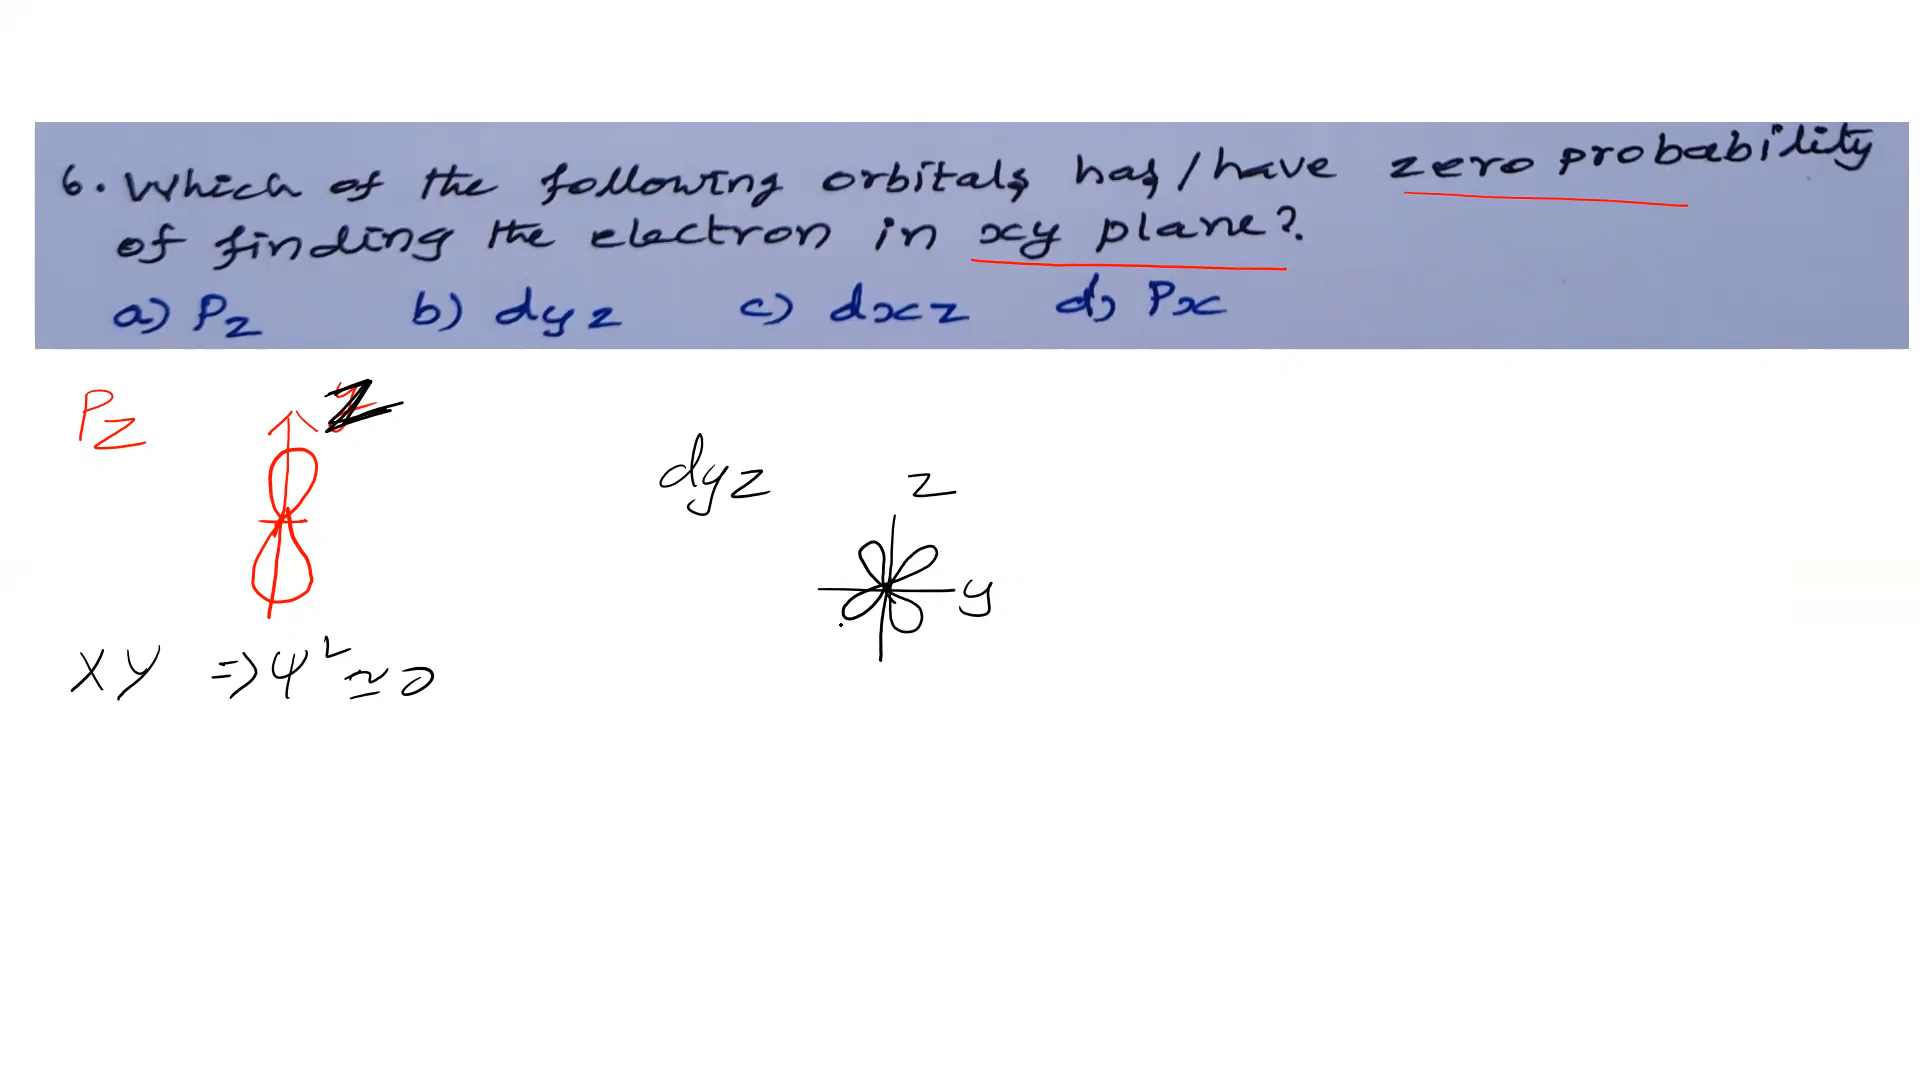 6. Which of the following orbitals has/have zero probability
of finding the electron in xy plane?
a) Pz b) dyz c) dxz d) Px
Pz
Z
dyz
z
y
XY ⇒ ψ² ≃ 0